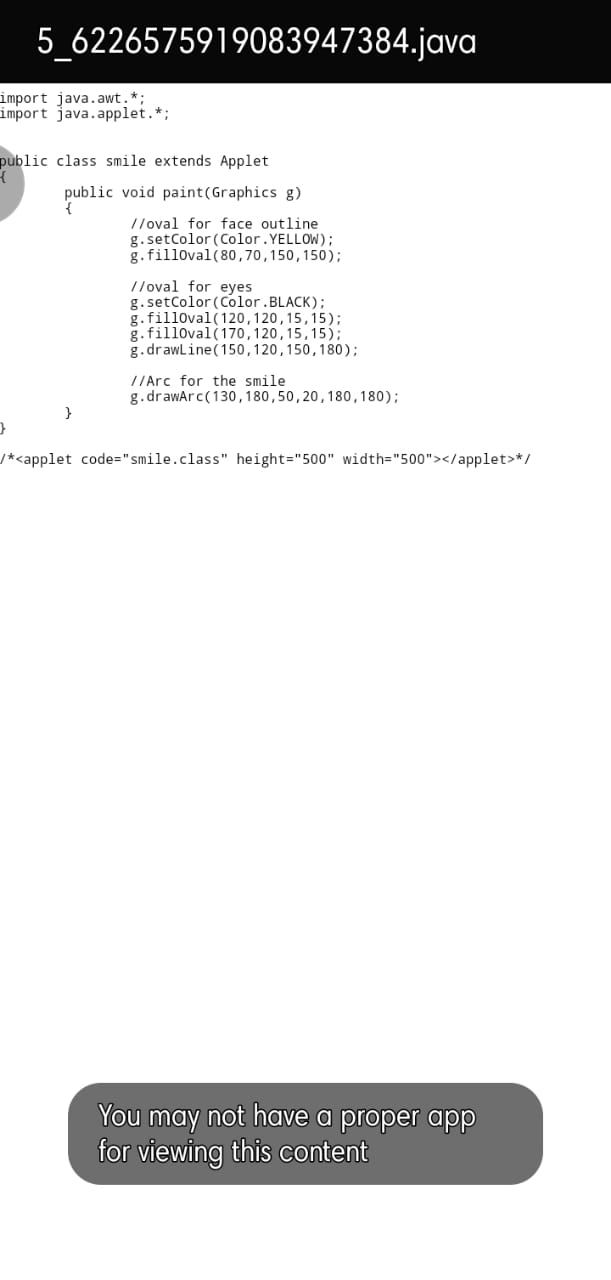 5_6226575919083947384.java
import java.awt.*;
import java.applet.*;
public class smile extends Applet
{
public void paint(Graphics g)
{
//oval for face outline
g.setColor(Color.YELLOW);
g.fillOval(80,70,150,150);
//oval for eyes
g.setColor(Color.BLACK);
g.fillOval(120,120,15,15);
g.fillOval(170,120,15,15);
g.drawLine(150,120,150,180);
//Arc for the smile
g.drawArc(130,180,50,20,180,180);
}
}
/*<applet code="smile.class" height="500" width="500"></applet>*/
You may not have a proper app
for viewing this content